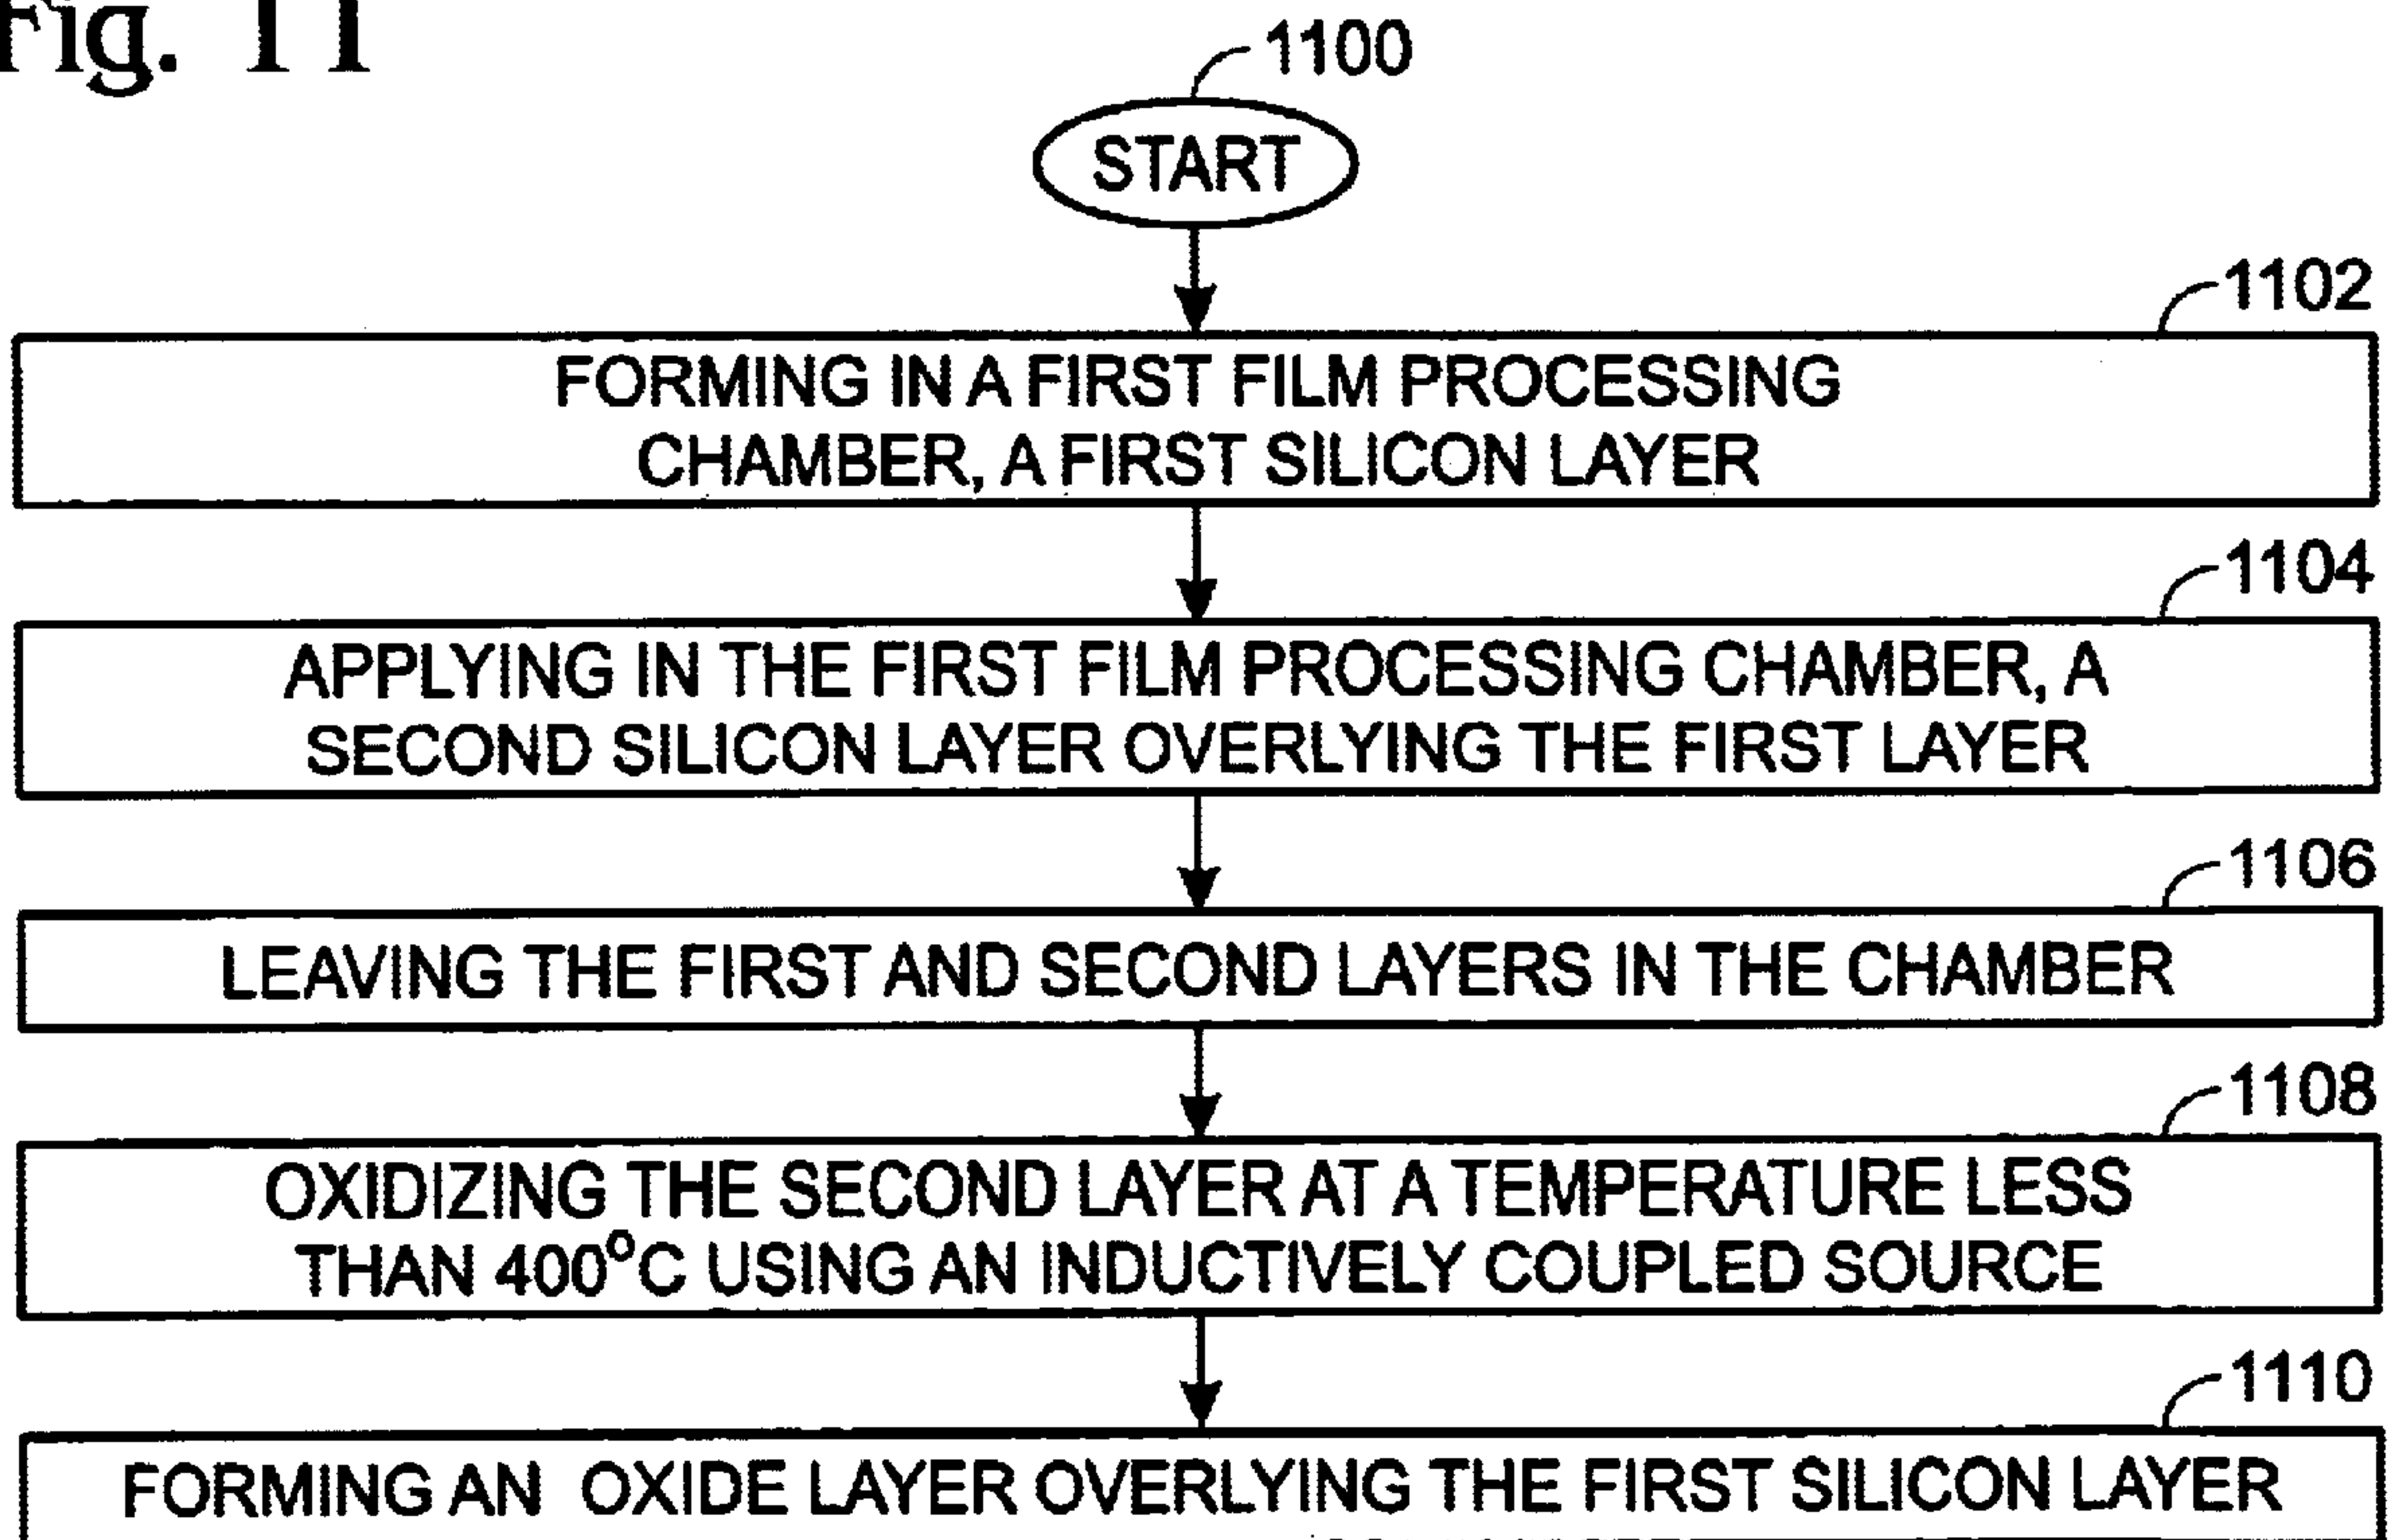 Fig. 11
1100
START
1102
FORMING IN A FIRST FILM PROCESSING
CHAMBER, A FIRST SILICON LAYER
1104
APPLYING IN THE FIRST FILM PROCESSING CHAMBER, A
SECOND SILICON LAYER OVERLYING THE FIRST LAYER
1106
LEAVING THE FIRST AND SECOND LAYERS IN THE CHAMBER
1108
OXIDIZING THE SECOND LAYER AT A TEMPERATURE LESS
THAN 400°C USING AN INDUCTIVELY COUPLED SOURCE
1110
FORMING AN OXIDE LAYER OVERLYING THE FIRST SILICON LAYER